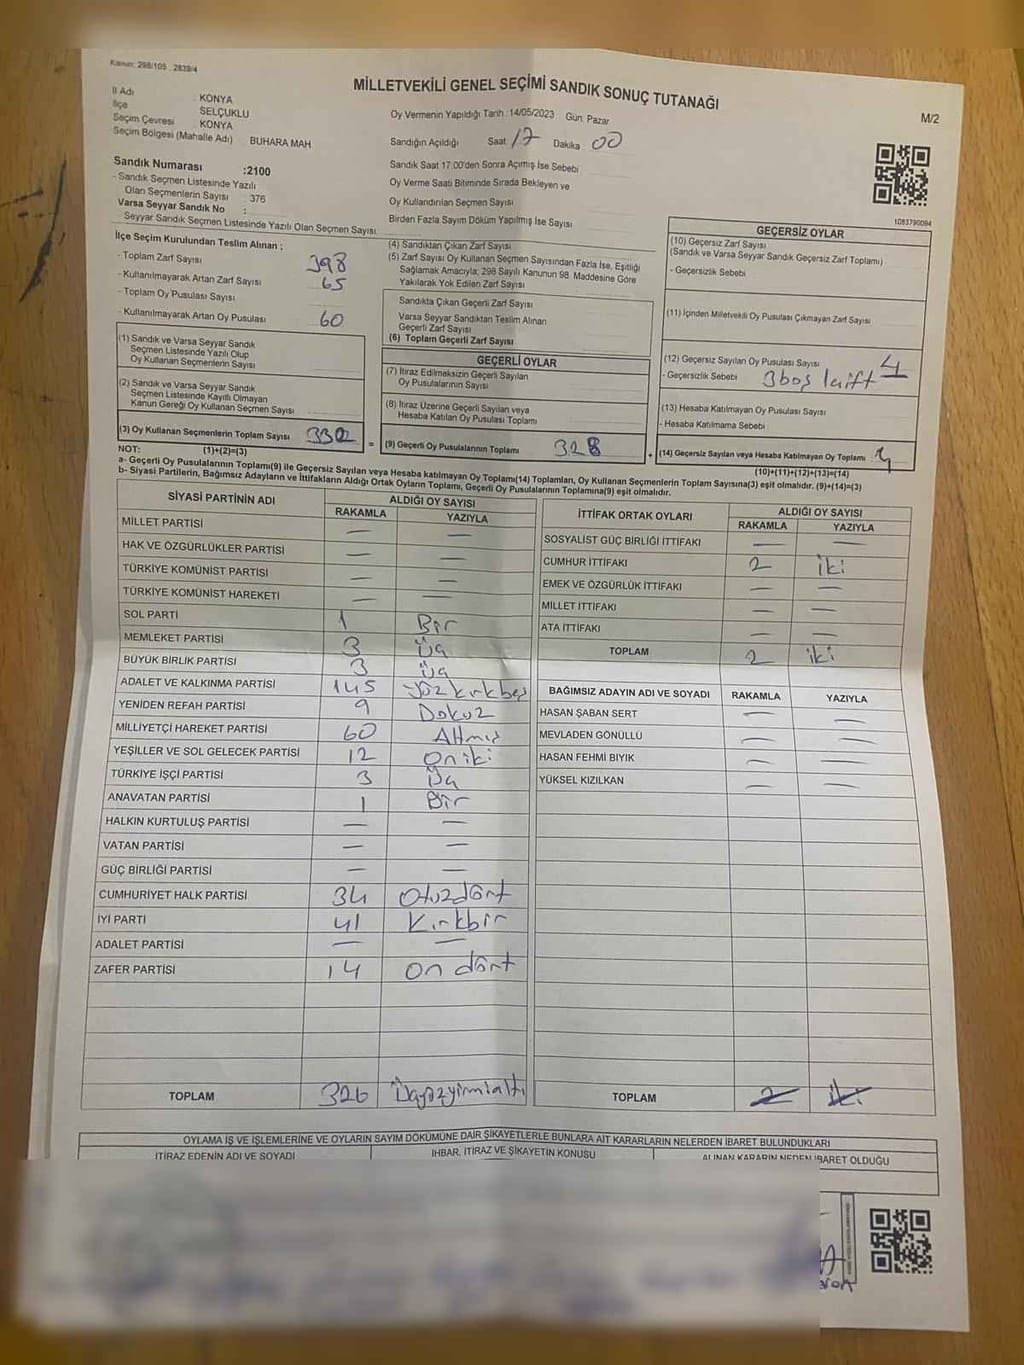 Kanun: 298/105 , 2839/4
MİLLETVEKİLİ GENEL SEÇİMİ SANDIK SONUÇ TUTANAĞI
M/2
İl Adı KONYA
İlçe SELÇUKLU
Seçim Çevresi KONYA
Seçim Bölgesi (Mahalle Adı) BUHARA MAH
Oy Vermenin Yapıldığı Tarih :14/05/2023 Gün: Pazar
Sandığın Açıldığı Saat 17 Dakika 00
Sandık Saat 17:00'den Sonra Açımış İse Sebebi
Oy Verme Saati Bitiminde Sırada Bekleyen ve
Oy Kullandırılan Seçmen Sayısı
Birden Fazla Sayım Döküm Yapılmış İse Sayısı
Sandık Numarası :2100
- Sandık Seçmen Listesinde Yazılı
Olan Seçmenlerin Sayısı : 376
Varsa Seyyar Sandık No :
- Seyyar Sandık Seçmen Listesinde Yazılı Olan Seçmen Sayısı
1083790094
İlçe Seçim Kurulundan Teslim Alınan ;
- Toplam Zarf Sayısı 398
- Kullanılmayarak Artan Zarf Sayısı 65
- Toplam Oy Pusulası Sayısı
- Kullanılmayarak Artan Oy Pusulası 60
(1) Sandık ve Varsa Seyyar Sandık
Seçmen Listesinde Yazılı Olup
Oy Kullanan Seçmenlerin Sayısı
(2) Sandık ve Varsa Seyyar Sandık
Seçmen Listesinde Kayıtlı Olmayan
Kanun Gereği Oy Kullanan Seçmen Sayısı
(3) Oy Kullanan Seçmenlerin Toplam Sayısı 332
(1)+(2)=(3)
(4) Sandıktan Çıkan Zarf Sayısı
(5) Zarf Sayısı Oy Kullanan Seçmen Sayısından Fazla İse, Eşitliği
Sağlamak Amacıyla; 298 Sayılı Kanunun 98. Maddesine Göre
Yakılarak Yok Edilen Zarf Sayısı
Sandıkta Çıkan Geçerli Zarf Sayısı
Varsa Seyyar Sandıktan Teslim Alınan
Geçerli Zarf Sayısı
(6) Toplam Geçerli Zarf Sayısı
GEÇERLİ OYLAR
(7) İtiraz Edilmeksizin Geçerli Sayılan
Oy Pusulalarının Sayısı
(8) İtiraz Üzerine Geçerli Sayılan veya
Hesaba Katılan Oy Pusulası Toplamı
= (9) Geçerli Oy Pusulalarının Toplamı 328 +
GEÇERSİZ OYLAR
(10) Geçersiz Zarf Sayısı
(Sandık ve Varsa Seyyar Sandık Geçersiz Zarf Toplamı)
- Geçersizlik Sebebi
(11) İçinden Milletvekili Oy Pusulası Çıkmayan Zarf Sayısı
(12) Geçersiz Sayılan Oy Pusulası Sayısı 4
- Geçersizlik Sebebi 3 boş 1 çift
(13) Hesaba Katılmayan Oy Pusulası Sayısı
- Hesaba Katılmama Sebebi
(14) Geçersiz Sayılan veya Hesaba Katılmayan Oy Toplamı 4
(10)+(11)+(12)+(13)=(14)
NOT:
a- Geçerli Oy Pusulalarının Toplamı(9) ile Geçersiz Sayılan veya Hesaba katılmayan Oy Toplamı(14) Toplamları, Oy Kullanan Seçmenlerin Toplam Sayısına(3) eşit olmalıdır. (9)+(14)=(3)
b- Siyasi Partilerin, Bağımsız Adayların ve İttifakların Aldığı Ortak Oyların Toplamı, Geçerli Oy Pusulalarının Toplamına(9) eşit olmalıdır.
SİYASİ PARTİNİN ADI ALDIĞI OY SAYISI
RAKAMLA YAZIYLA
MİLLET PARTİSİ — —
HAK VE ÖZGÜRLÜKLER PARTİSİ — —
TÜRKİYE KOMÜNİST PARTİSİ — —
TÜRKİYE KOMÜNİST HAREKETİ — —
SOL PARTİ 1 Bir
MEMLEKET PARTİSİ 3 Üç
BÜYÜK BİRLİK PARTİSİ 3 Üç
ADALET VE KALKINMA PARTİSİ 145 Yüzkırkbeş
YENİDEN REFAH PARTİSİ 9 Dokuz
MİLLİYETÇİ HAREKET PARTİSİ 60 Altmış
YEŞİLLER VE SOL GELECEK PARTİSİ 12 Oniki
TÜRKİYE İŞÇİ PARTİSİ 3 Üç
ANAVATAN PARTİSİ 1 Bir
HALKIN KURTULUŞ PARTİSİ — —
VATAN PARTİSİ — —
GÜÇ BİRLİĞİ PARTİSİ — —
CUMHURİYET HALK PARTİSİ 34 Otuzdört
İYİ PARTİ 41 Kırkbir
ADALET PARTİSİ — —
ZAFER PARTİSİ 14 on dört
TOPLAM 326 Üçyüzyirmialtı
İTTİFAK ORTAK OYLARI ALDIĞI OY SAYISI
RAKAMLA YAZIYLA
SOSYALİST GÜÇ BİRLİĞİ İTTİFAKI — —
CUMHUR İTTİFAKI 2 iki
EMEK VE ÖZGÜRLÜK İTTİFAKI — —
MİLLET İTTİFAKI — —
ATA İTTİFAKI — —
TOPLAM 2 iki
BAĞIMSIZ ADAYIN ADI VE SOYADI RAKAMLA YAZIYLA
HASAN ŞABAN SERT — —
MEVLADEN GÖNÜLLÜ — —
HASAN FEHMİ BIYIK — —
YÜKSEL KIZILKAN — —
TOPLAM 2 iki
OYLAMA İŞ VE İŞLEMLERİNE VE OYLARIN SAYIM DÖKÜMÜNE DAİR ŞİKAYETLERLE BUNLARA AİT KARARLARIN NELERDEN İBARET BULUNDUKLARI
İTİRAZ EDENİN ADI VE SOYADI İHBAR, İTİRAZ VE ŞİKAYETİN KONUSU ALINAN KARARIN NEDEN İBARET OLDUĞU